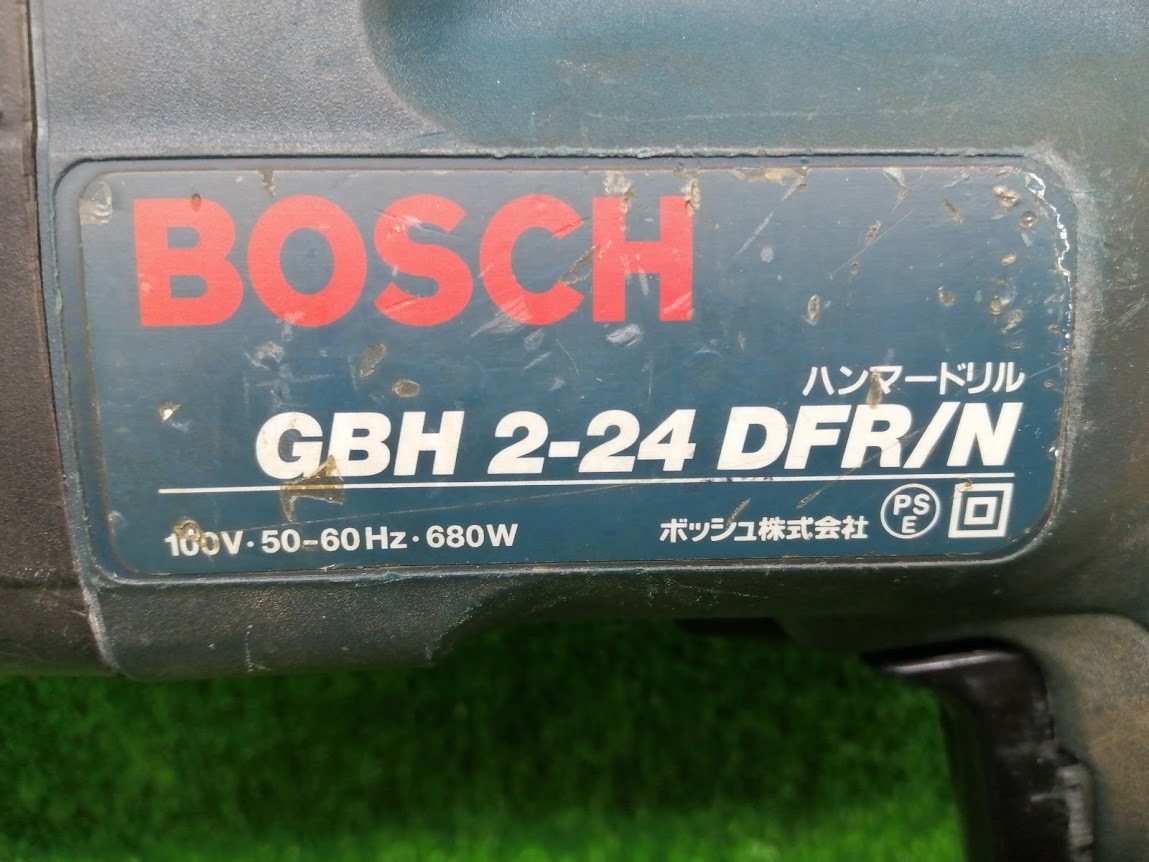 BOSCH
ハンマードリル
GBH 2-24 DFR/N
100V·50-60Hz·680W
ボッシュ株式会社
PS
E